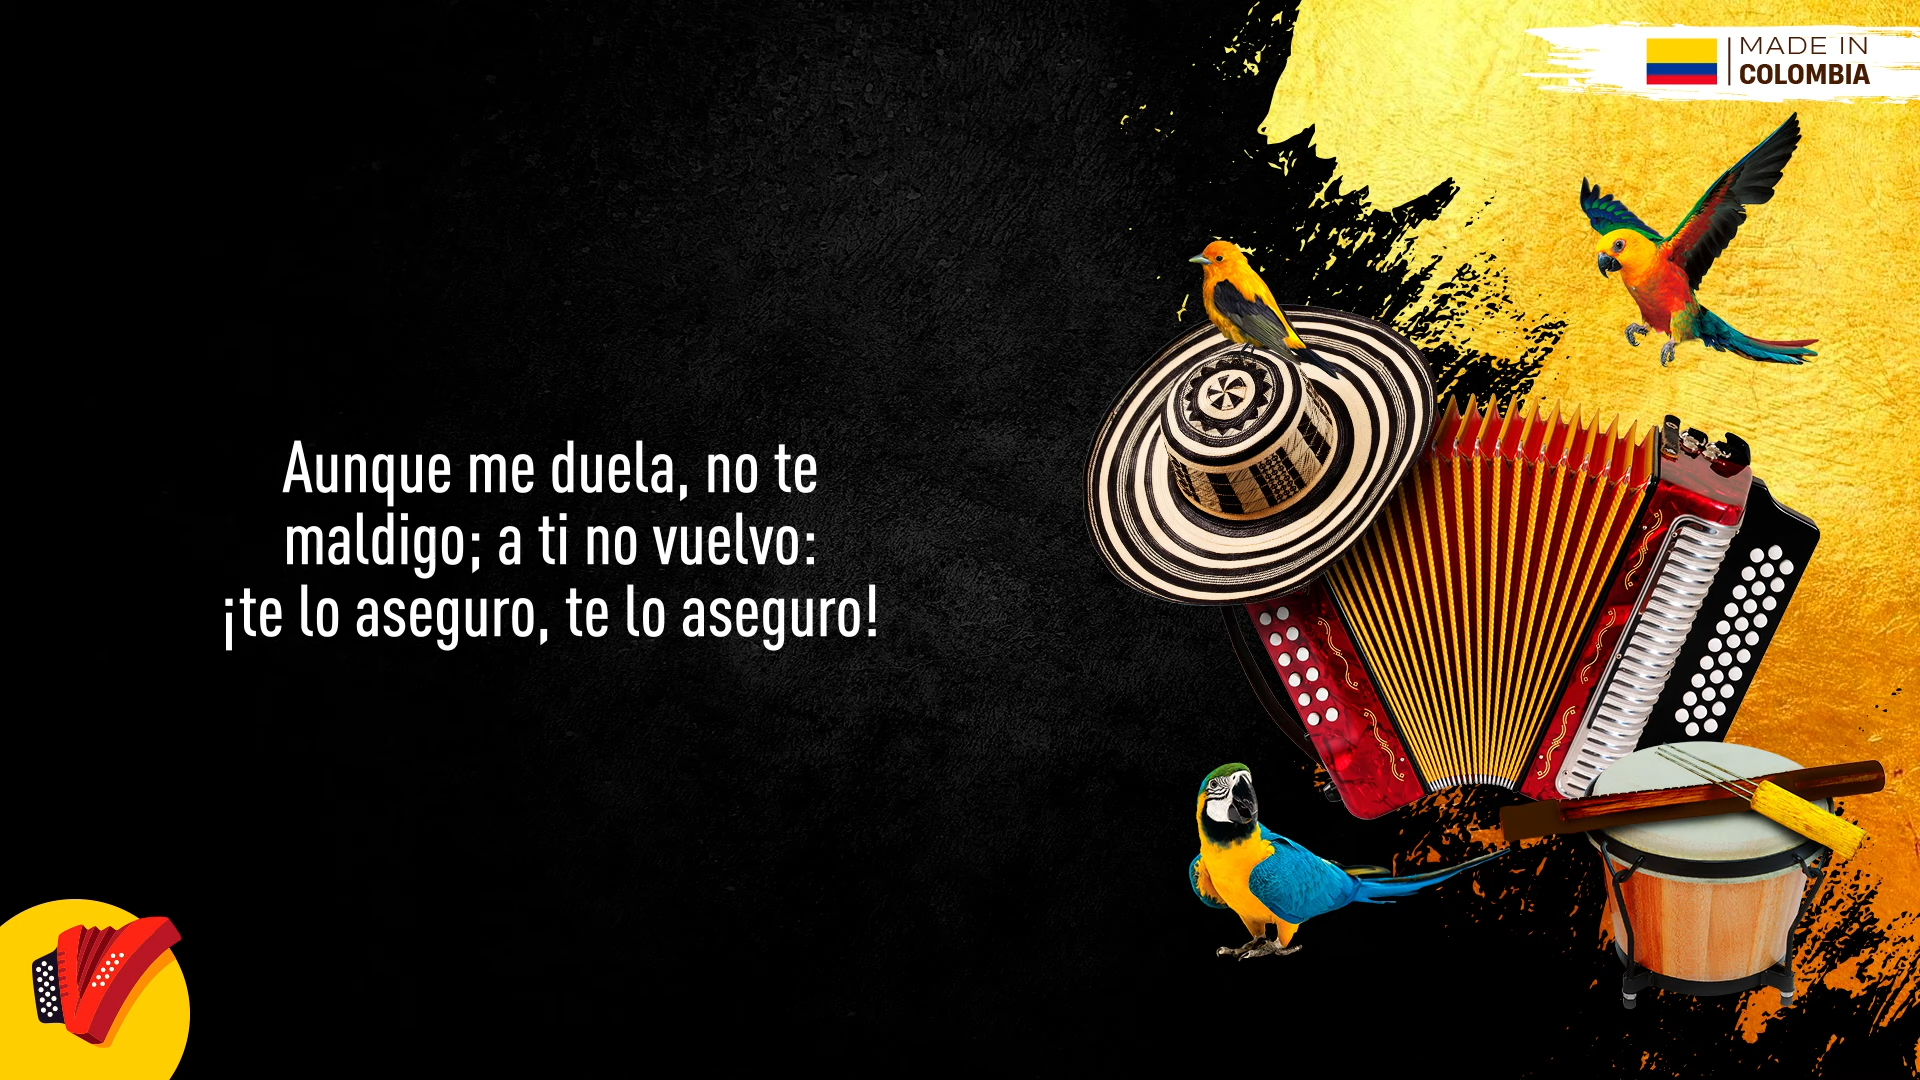 MADE IN
COLOMBIA
Aunque me duela, no te
maldigo; a ti no vuelvo:
¡te lo aseguro, te lo aseguro!